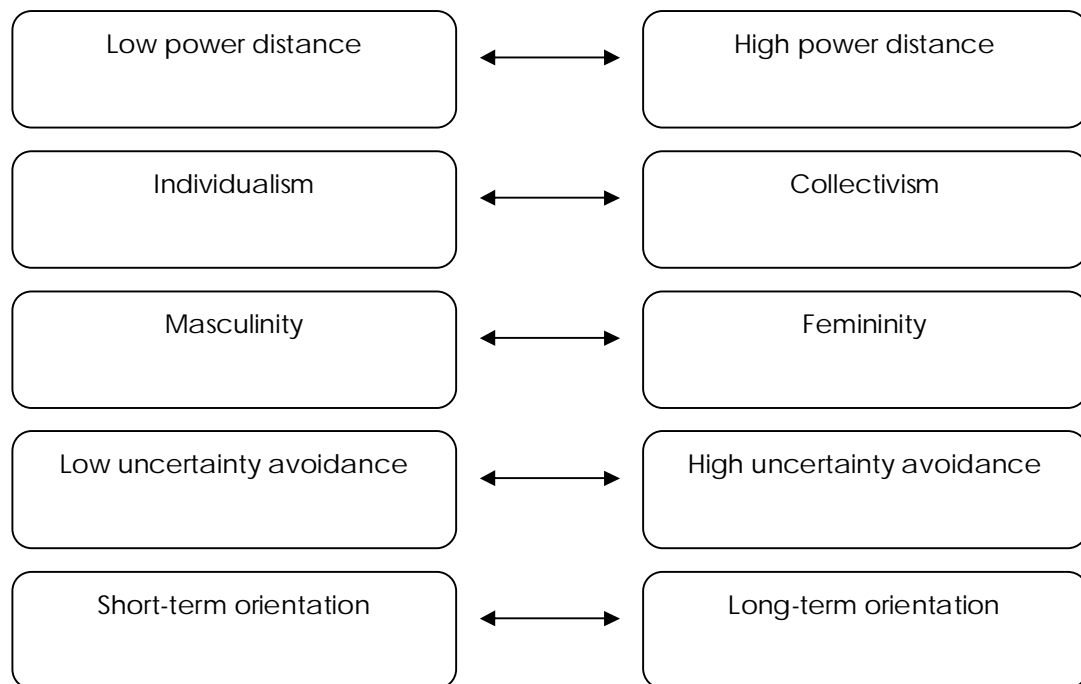 Low power distance
High power distance
Individualism
Collectivism
Masculinity
Femininity
Low uncertainty avoidance
High uncertainty avoidance
Short-term orientation
Long-term orientation